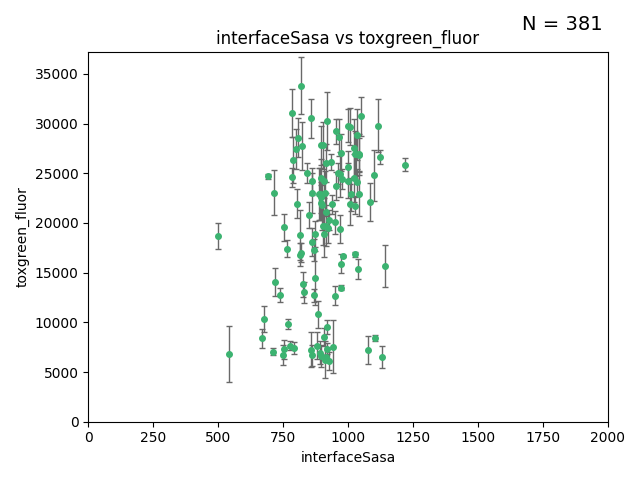 N = 381
interfaceSasa vs toxgreen_fluor
35000
30000
25000
20000
15000
10000
5000
0
toxgreen_fluor
0 250 500 750 1000 1250 1500 1750 2000
interfaceSasa